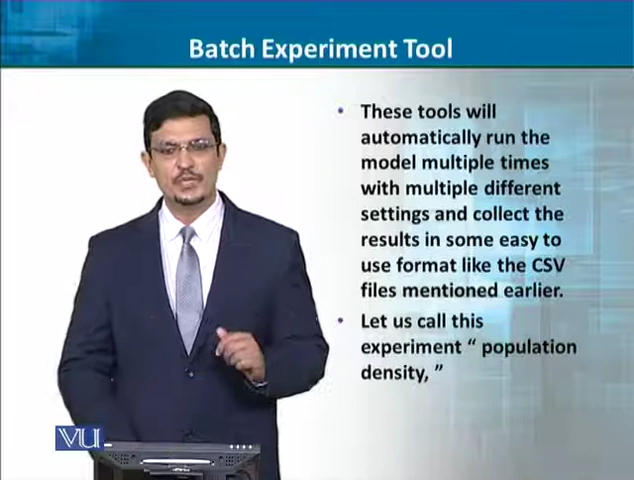 Batch Experiment Tool
• These tools will
automatically run the
model multiple times
with multiple different
settings and collect the
results in some easy to
use format like the CSV
files mentioned earlier.
• Let us call this
experiment “ population
density, ”
VU